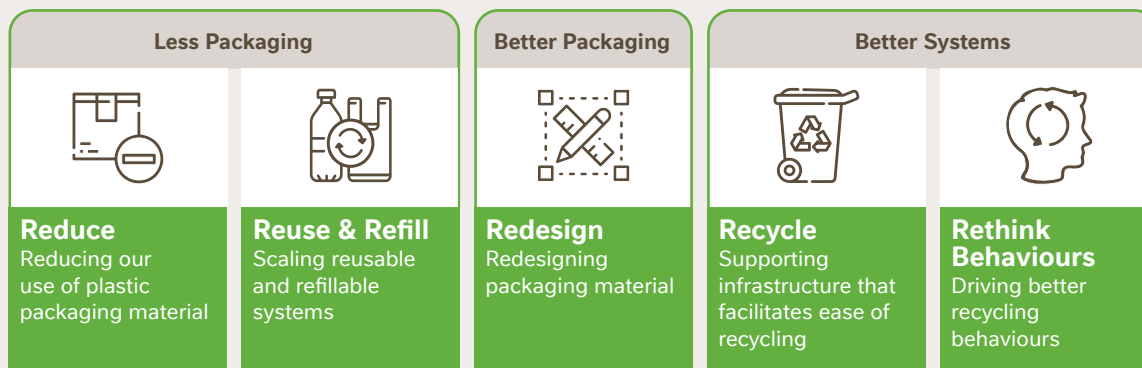 Less Packaging
Better Packaging
Better Systems
Reduce
Reducing our
use of plastic
packaging material
Reuse & Refill
Scaling reusable
and refillable
systems
Redesign
Redesigning
packaging material
Recycle
Supporting
infrastructure that
facilitates ease of
recycling
Rethink
Behaviours
Driving better
recycling
behaviours